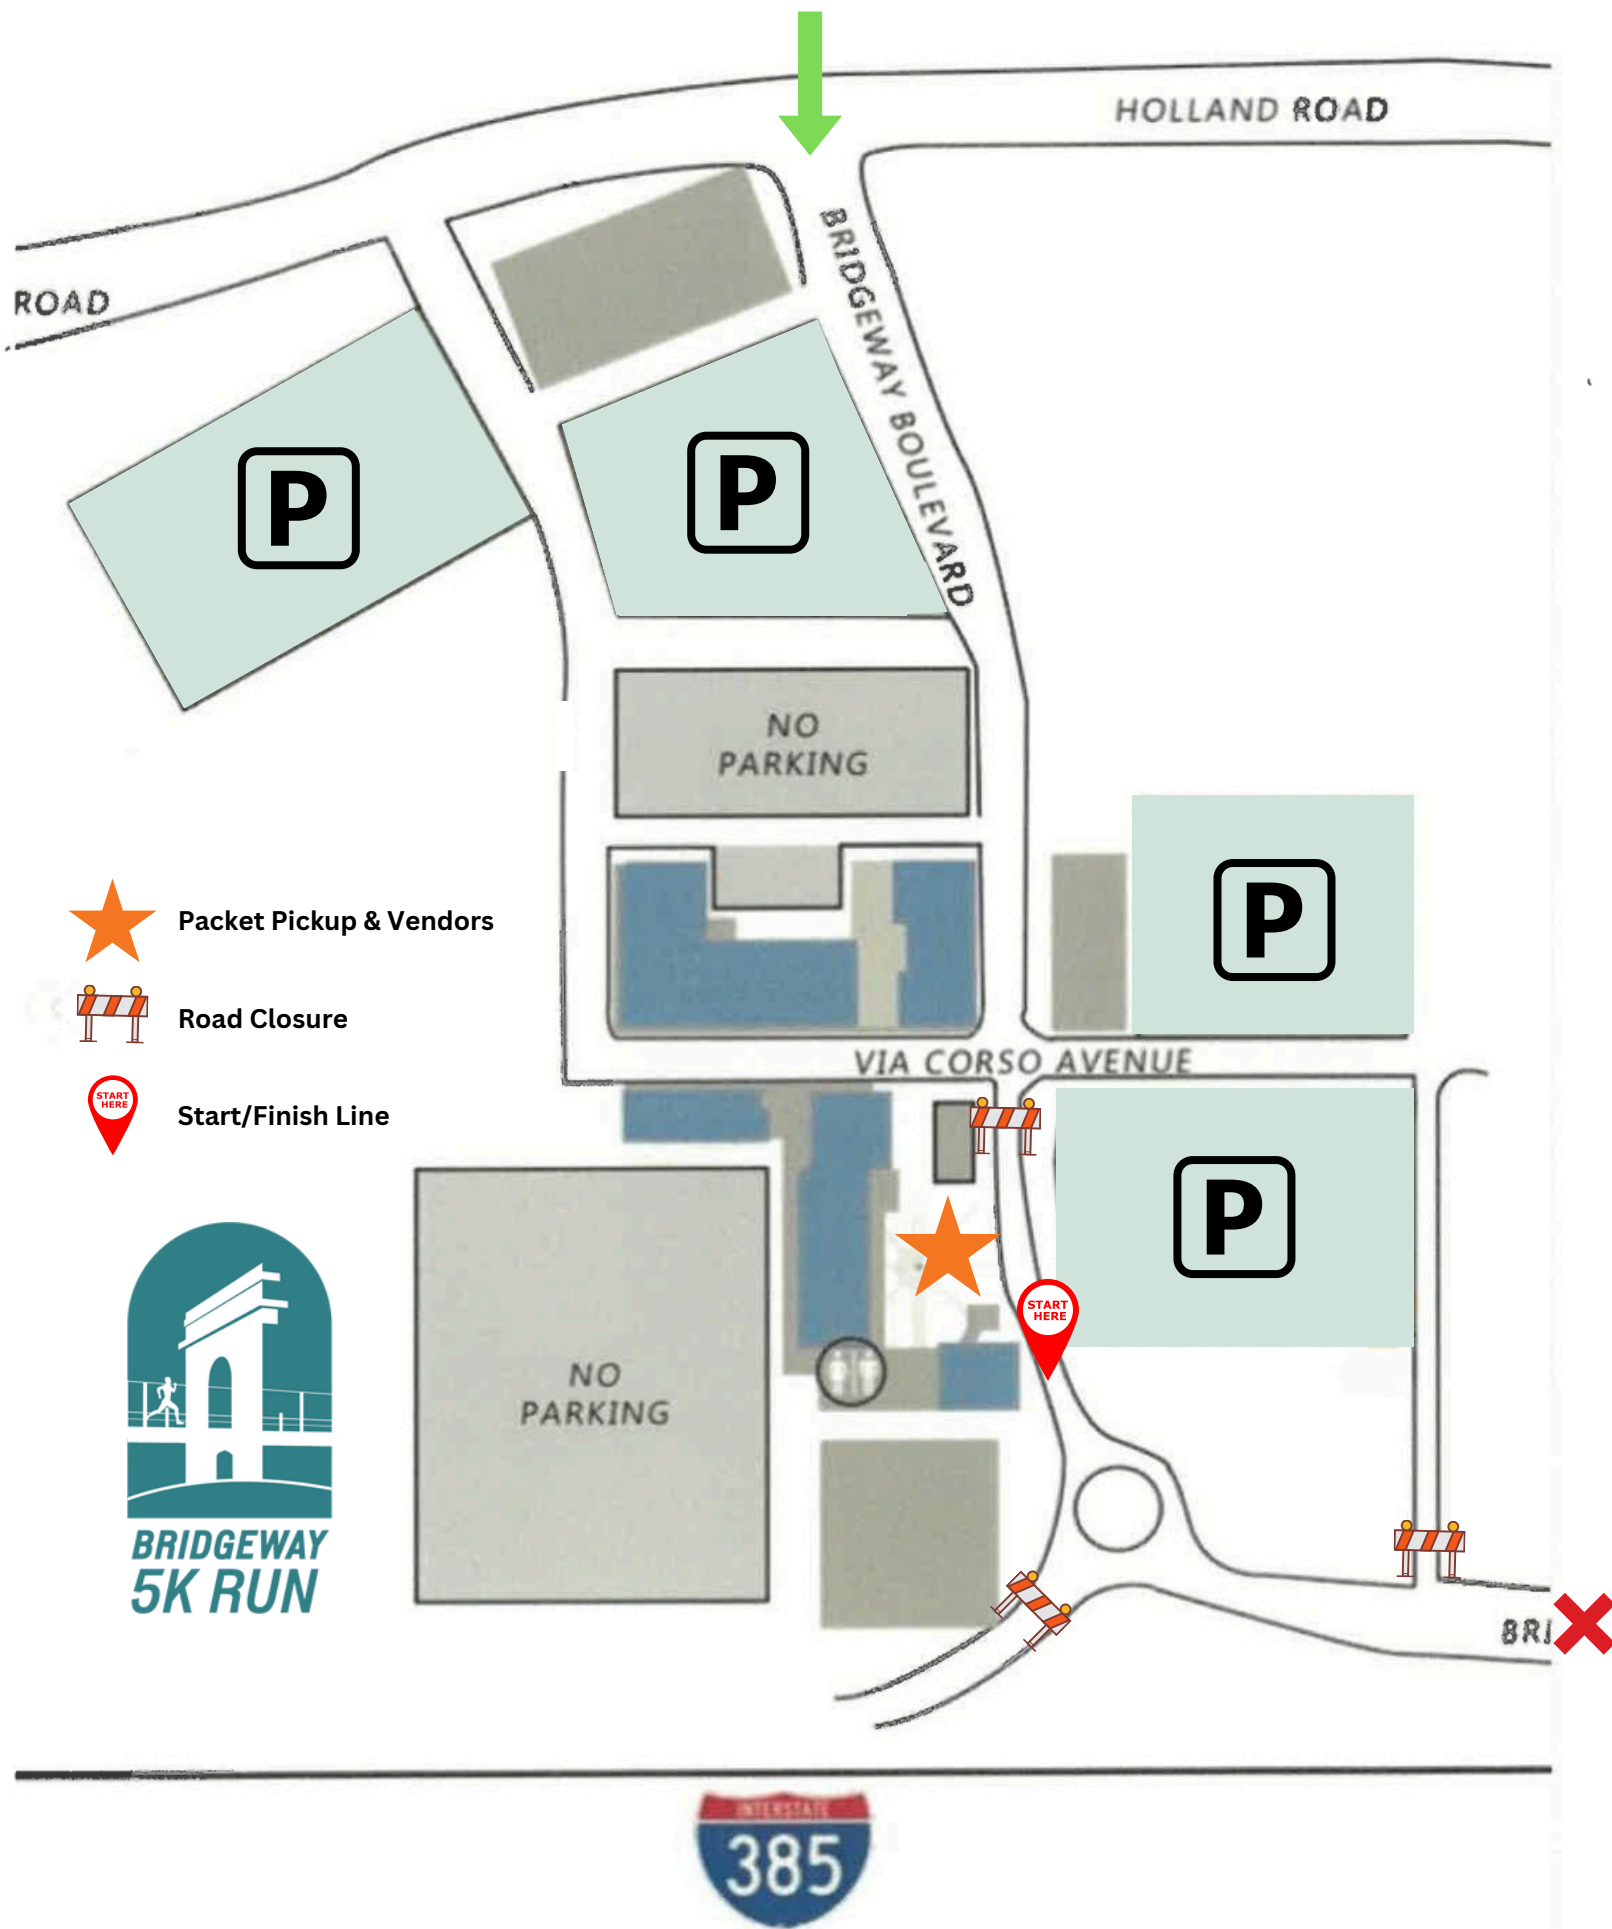 HOLLAND ROAD
ROAD
BRIDGEWAY BOULEVARD
P
P
NO
PARKING
P
Packet Pickup & Vendors
Road Closure
START
HERE
Start/Finish Line
VIA CORSO AVENUE
P
START
HERE
NO
PARKING
BRIDGEWAY
5K RUN
BRI
INTERSTATE
385